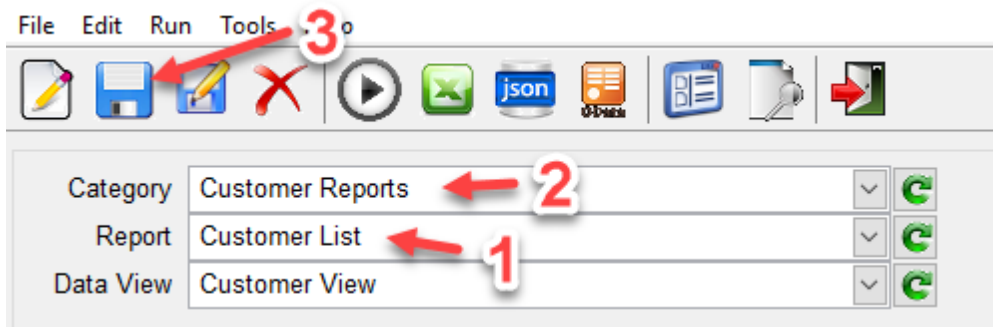 File Edit Run Tools
3
json
Category Customer Reports
2
Report Customer List
1
Data View Customer View